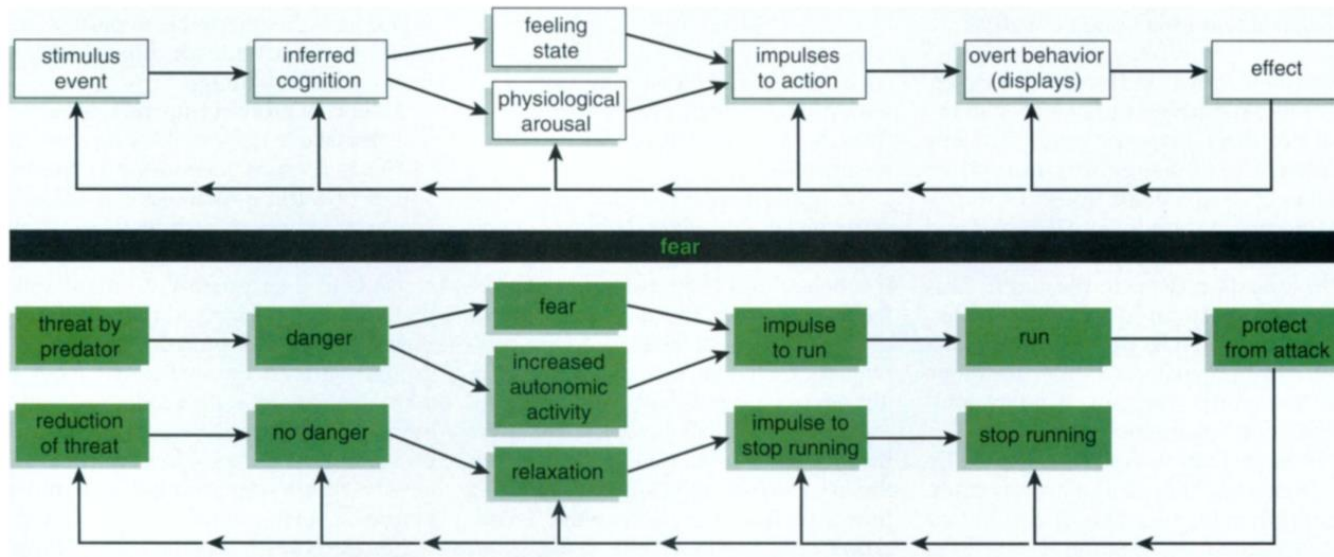 stimulus
event
inferred
cognition
feeling
state
physiological
arousal
impulses
to action
overt behavior
(displays)
effect
fear
threat by
predator
danger
fear
increased
autonomic
activity
impulse
to run
run
protect
from attack
reduction
of threat
no danger
relaxation
impulse to
stop running
stop running